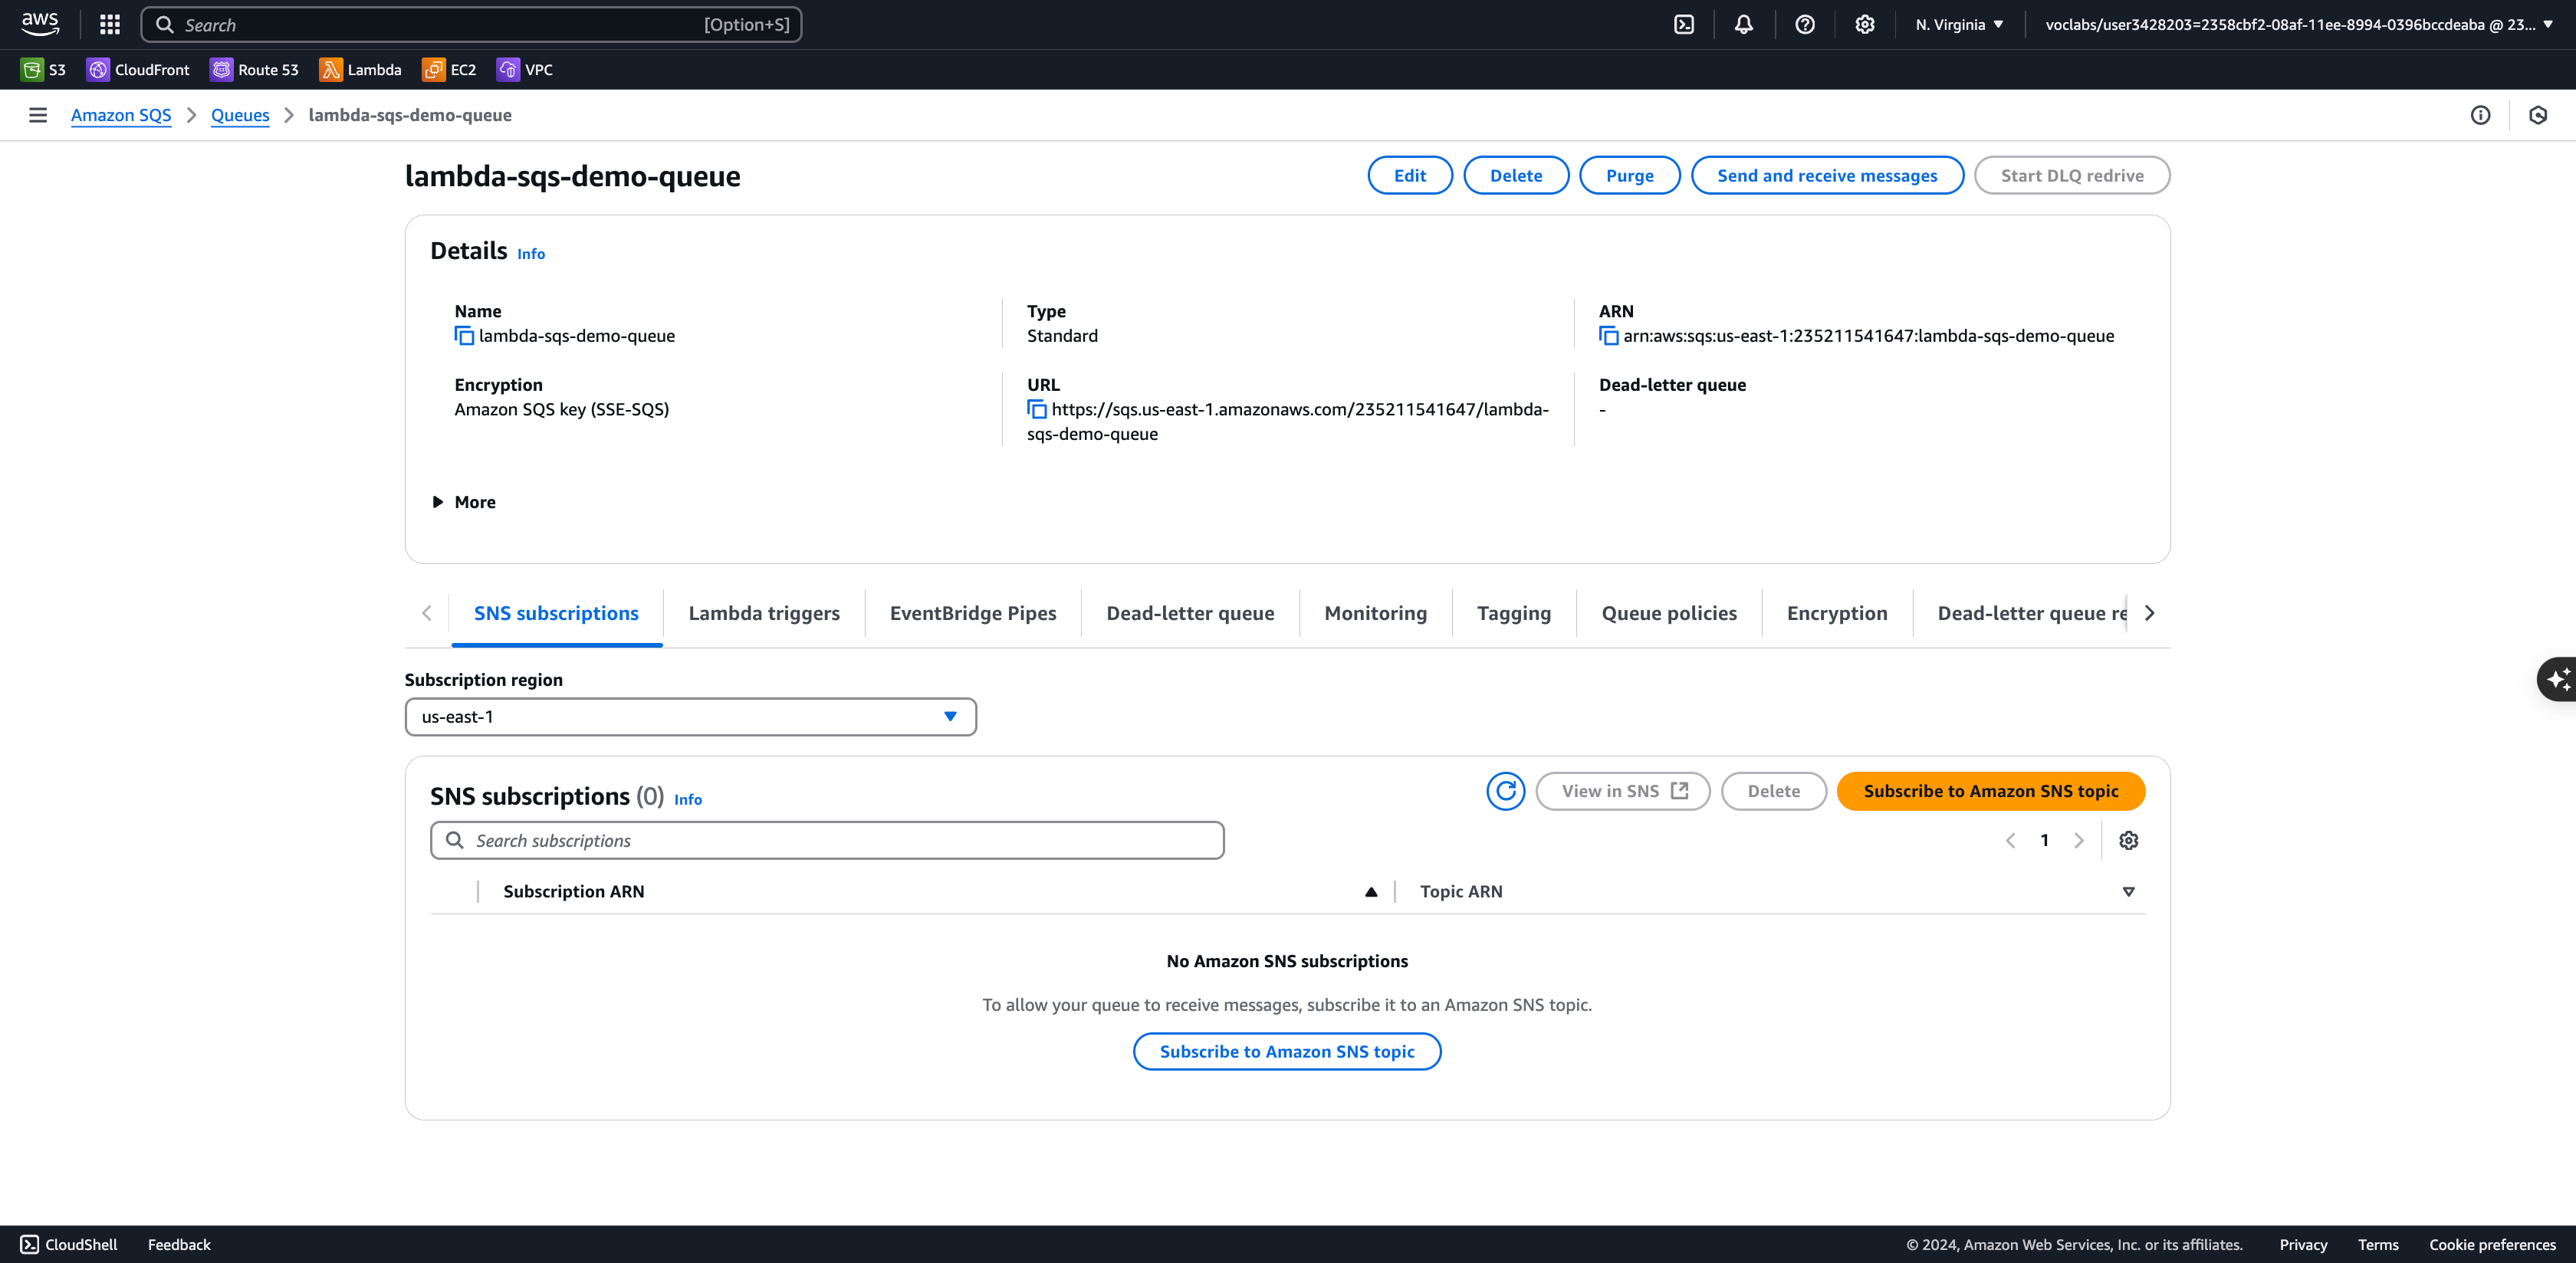 aws
Search [Option+S] N. Virginia voclabs/user3428203=2358cbf2-08af-11ee-8994-0396bccdeaba @ 23...
S3 CloudFront Route 53 Lambda EC2 VPC
Amazon SQS Queues lambda-sqs-demo-queue
lambda-sqs-demo-queue Edit Delete Purge Send and receive messages Start DLQ redrive
Details Info
Name Type ARN
lambda-sqs-demo-queue Standard arn:aws:sqs:us-east-1:235211541647:lambda-sqs-demo-queue
Encryption URL Dead-letter queue
Amazon SQS key (SSE-SQS) https://sqs.us-east-1.amazonaws.com/235211541647/lambda- -
sqs-demo-queue
More
SNS subscriptions Lambda triggers EventBridge Pipes Dead-letter queue Monitoring Tagging Queue policies Encryption Dead-letter queue re
Subscription region
us-east-1
SNS subscriptions (0) Info View in SNS Delete Subscribe to Amazon SNS topic
Search subscriptions 1
Subscription ARN Topic ARN
No Amazon SNS subscriptions
To allow your queue to receive messages, subscribe it to an Amazon SNS topic.
Subscribe to Amazon SNS topic
CloudShell Feedback © 2024, Amazon Web Services, Inc. or its affiliates. Privacy Terms Cookie preferences